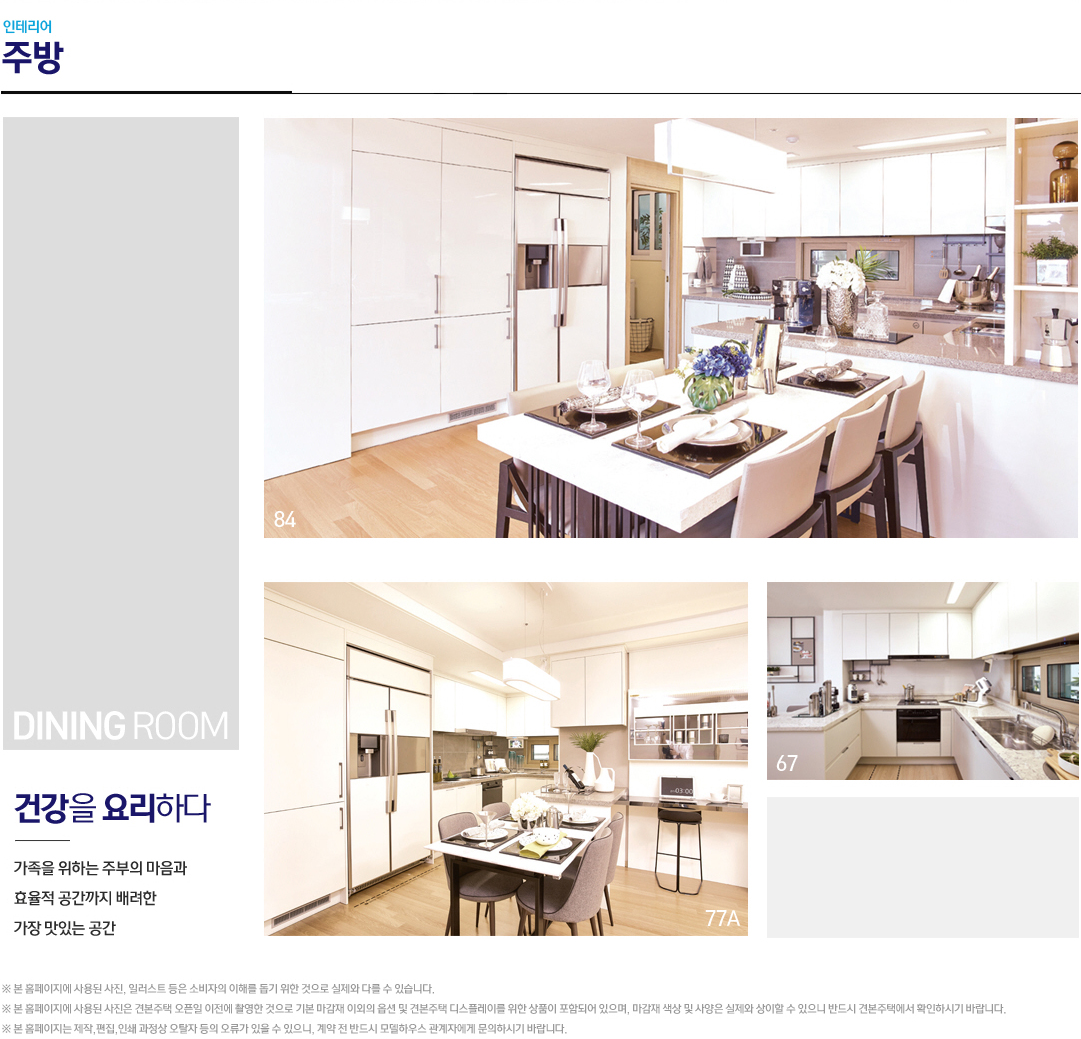 인테리어
주방
84
DINING ROOM
67
77A
건강을 요리하다
가족을 위하는 주부의 마음과
효율적 공간까지 배려한
가장 맛있는 공간
※ 본 홈페이지에 사용된 사진, 일러스트 등은 소비자의 이해를 돕기 위한 것으로 실제와 다를 수 있습니다.
※ 본 홈페이지에 사용된 사진은 견본주택 오픈일 이전에 촬영한 것으로 기본 마감재 이외의 옵션 및 견본주택 디스플레이를 위한 상품이 포함되어 있으며, 마감재 색상 및 사양은 실제와 상이할 수 있으니 반드시 견본주택에서 확인하시기 바랍니다.
※ 본 홈페이지는 제작,편집,인쇄 과정상 오탈자 등의 오류가 있을 수 있으니, 계약 전 반드시 모델하우스 관계자에게 문의하시기 바랍니다.